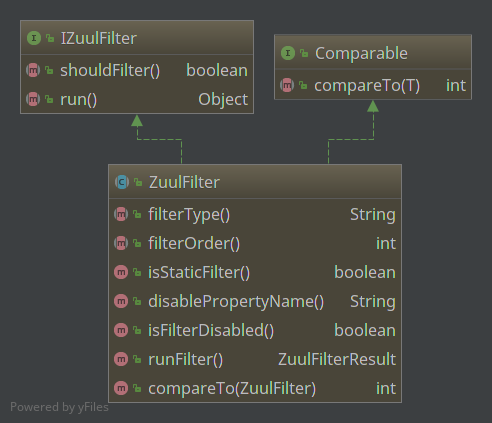 IZuulFilter
shouldFilter() boolean
run() Object
Comparable
compareTo(T) int
ZuulFilter
filterType() String
filterOrder() int
isStaticFilter() boolean
disablePropertyName() String
isFilterDisabled() boolean
runFilter() ZuulFilterResult
compareTo(ZuulFilter) int
Powered by yFiles